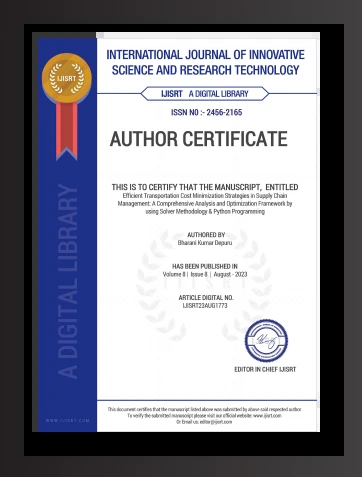 INTERNATIONAL JOURNAL OF INNOVATIVE
SCIENCE AND RESEARCH TECHNOLOGY
IJISRT
IJISRT A DIGITAL LIBRARY
ISSN NO :- 2456-2165
AUTHOR CERTIFICATE
THIS IS TO CERTIFY THAT THE MANUSCRIPT, ENTITLED
Efficient Transportation Cost Minimization Strategies in Supply Chain
Management: A Comprehensive Analysis and Optimization Framework by
using Solver Methodology & Python Programming
AUTHORED BY
Bharani Kumar Depuru
HAS BEEN PUBLISHED IN
Volume 8 | Issue 8 | August - 2023
ARTICLE DIGITAL NO.
IJISRT23AUG1773
A DIGITAL LIBRARY
EDITOR IN CHIEF IJISRT
WWW.IJISRT.COM
This document certifies that the manuscript listed above was submitted by above said respected author
To verify the submitted manuscript please visit our official website: www.ijisrt.com
Or Email us: editor@ijisrt.com